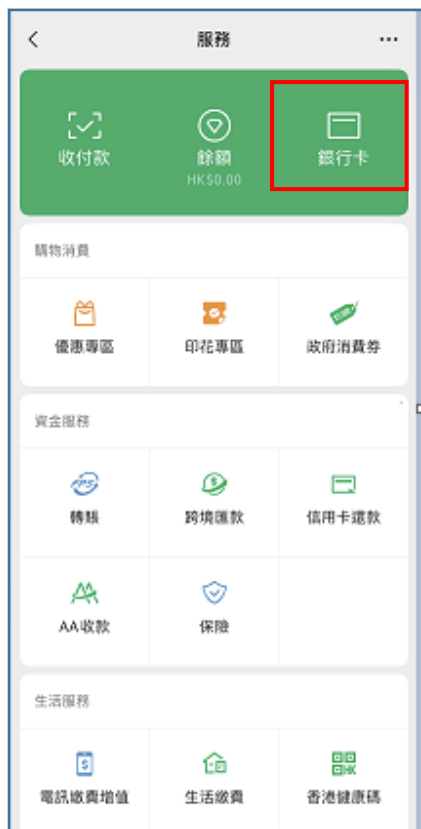 服務
收付款
餘額
銀行卡
HK$0.00
購物消費
優惠專區
印花專區
政府消費券
資金服務
FPS
轉賬
跨境匯款
信用卡還款
AA收款
保險
生活服務
電訊繳費增值
生活繳費
香港健康碼